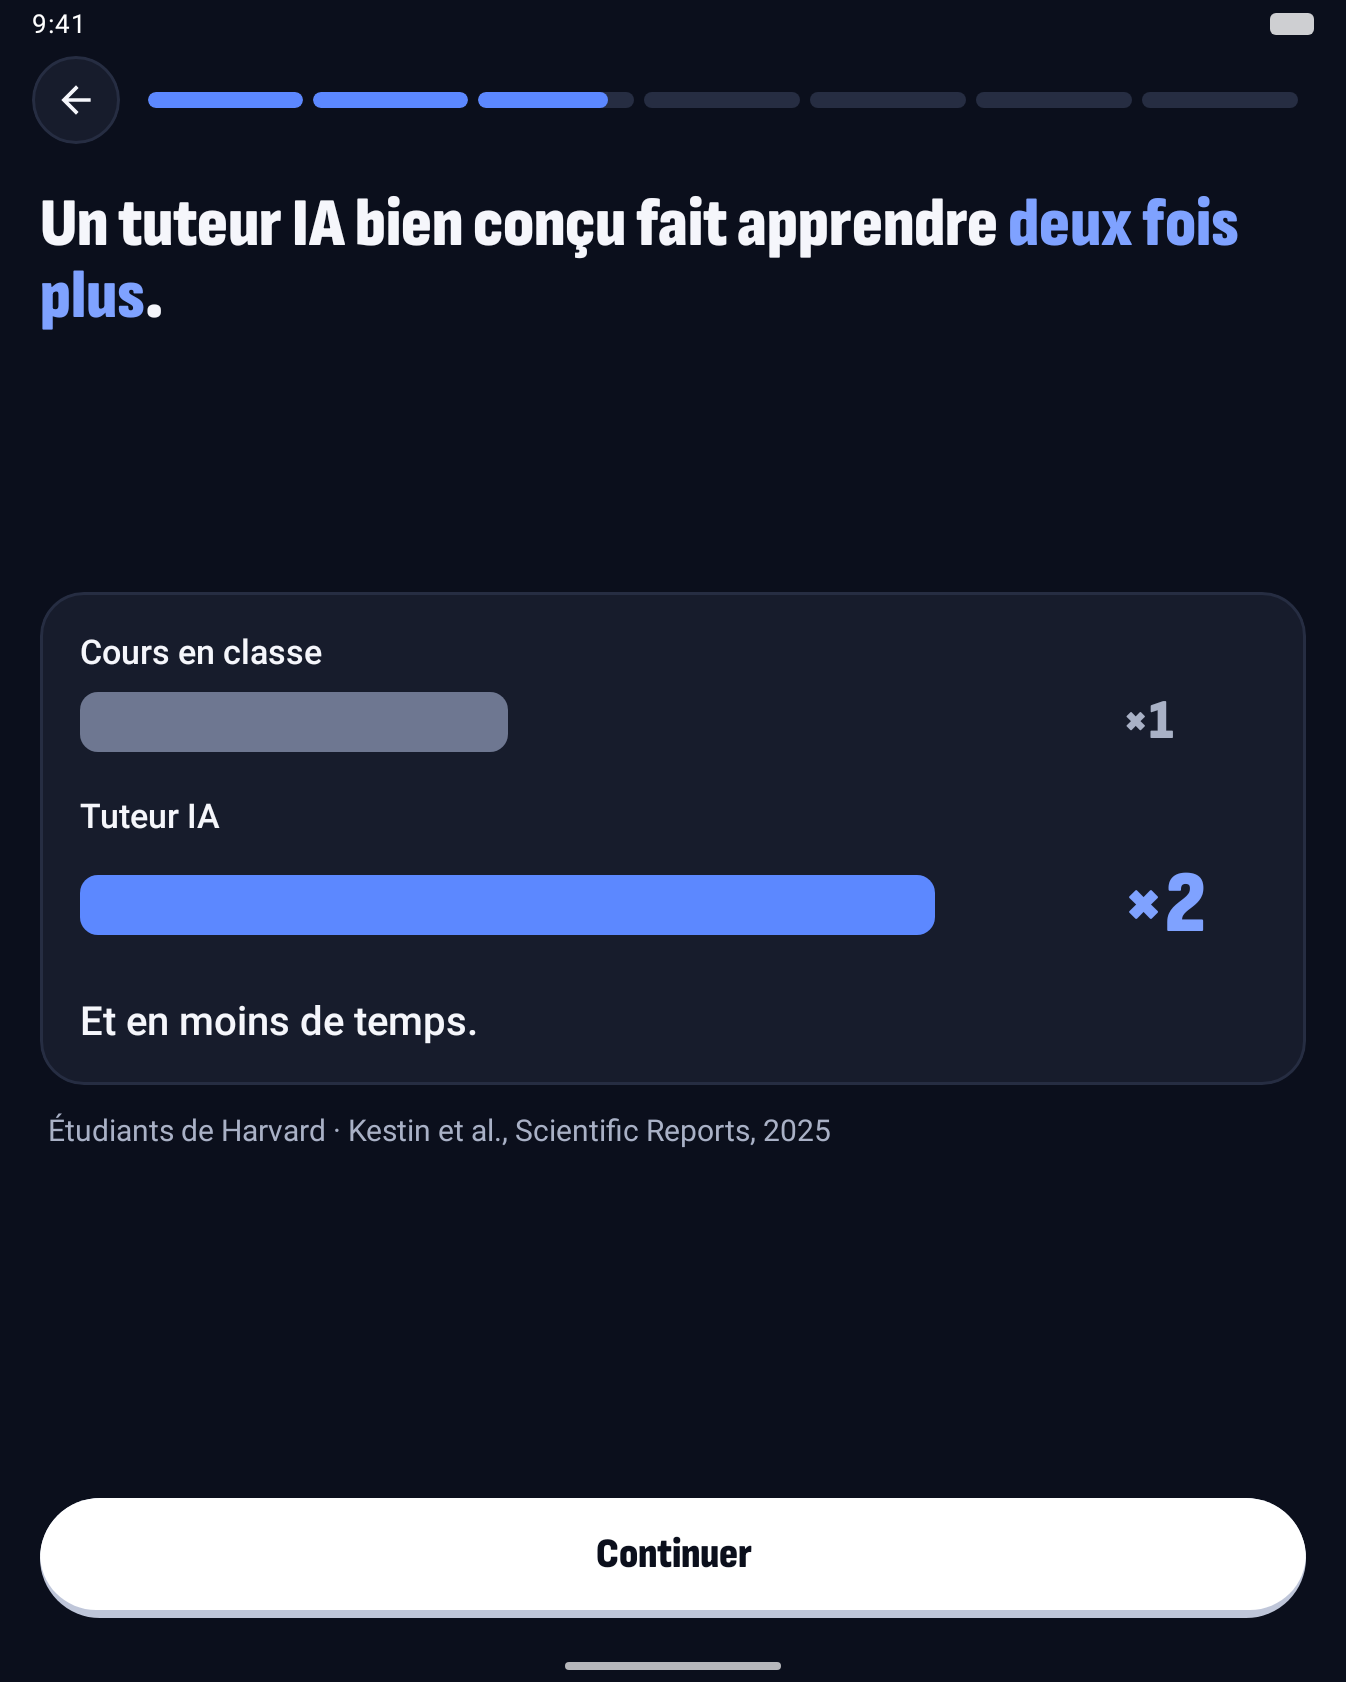 9:41
Un tuteur IA bien conçu fait apprendre deux fois
plus.
Cours en classe
×1
Tuteur IA
×2
Et en moins de temps.
Étudiants de Harvard · Kestin et al., Scientific Reports, 2025
Continuer